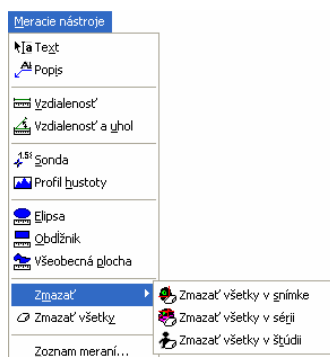 Meracie nástroje
Text
Popis
Vzdialenosť
Vzdialenosť a uhol
Sonda
Profil hustoty
Elipsa
Obdĺžnik
Všeobecná plocha
Zmazať
Zmazať všetky v snímke
Zmazať všetky
Zmazať všetky v sérii
Zmazať všetky v štúdii
Zoznam meraní...